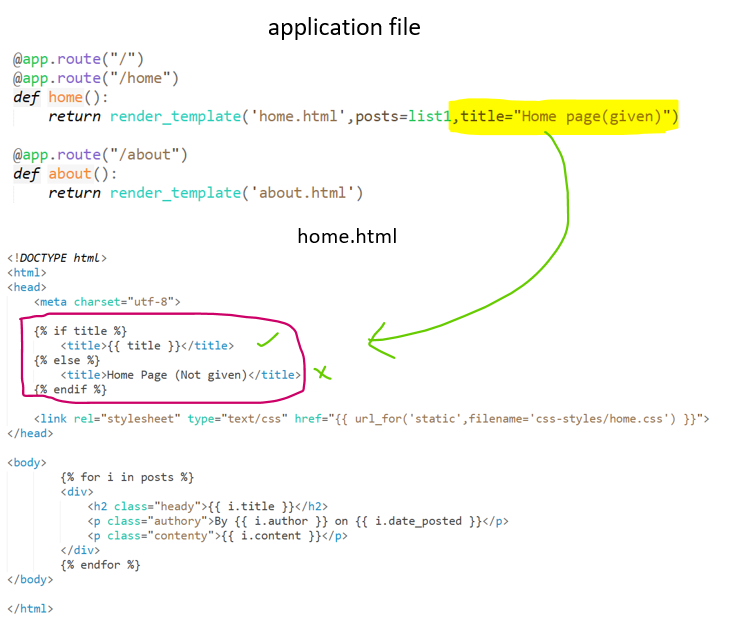 application file
@app.route("/")
@app.route("/home")
def home():
    return render_template('home.html',posts=list1,title="Home page(given)")
@app.route("/about")
def about():
    return render_template('about.html')
home.html
<!DOCTYPE html>
<html>
<head>
    <meta charset="utf-8">
    {% if title %}
        <title>{{ title }}</title>
    {% else %}
        <title>Home Page (Not given)</title>
    {% endif %}
    <link rel="stylesheet" type="text/css" href="{{ url_for('static',filename='css-styles/home.css') }}">
</head>
<body>
        {% for i in posts %}
        <div>
            <h2 class="heady">{{ i.title }}</h2>
            <p class="authory">By {{ i.author }} on {{ i.date_posted }}</p>
            <p class="contenty">{{ i.content }}</p>
        </div>
        {% endfor %}
</body>
</html>